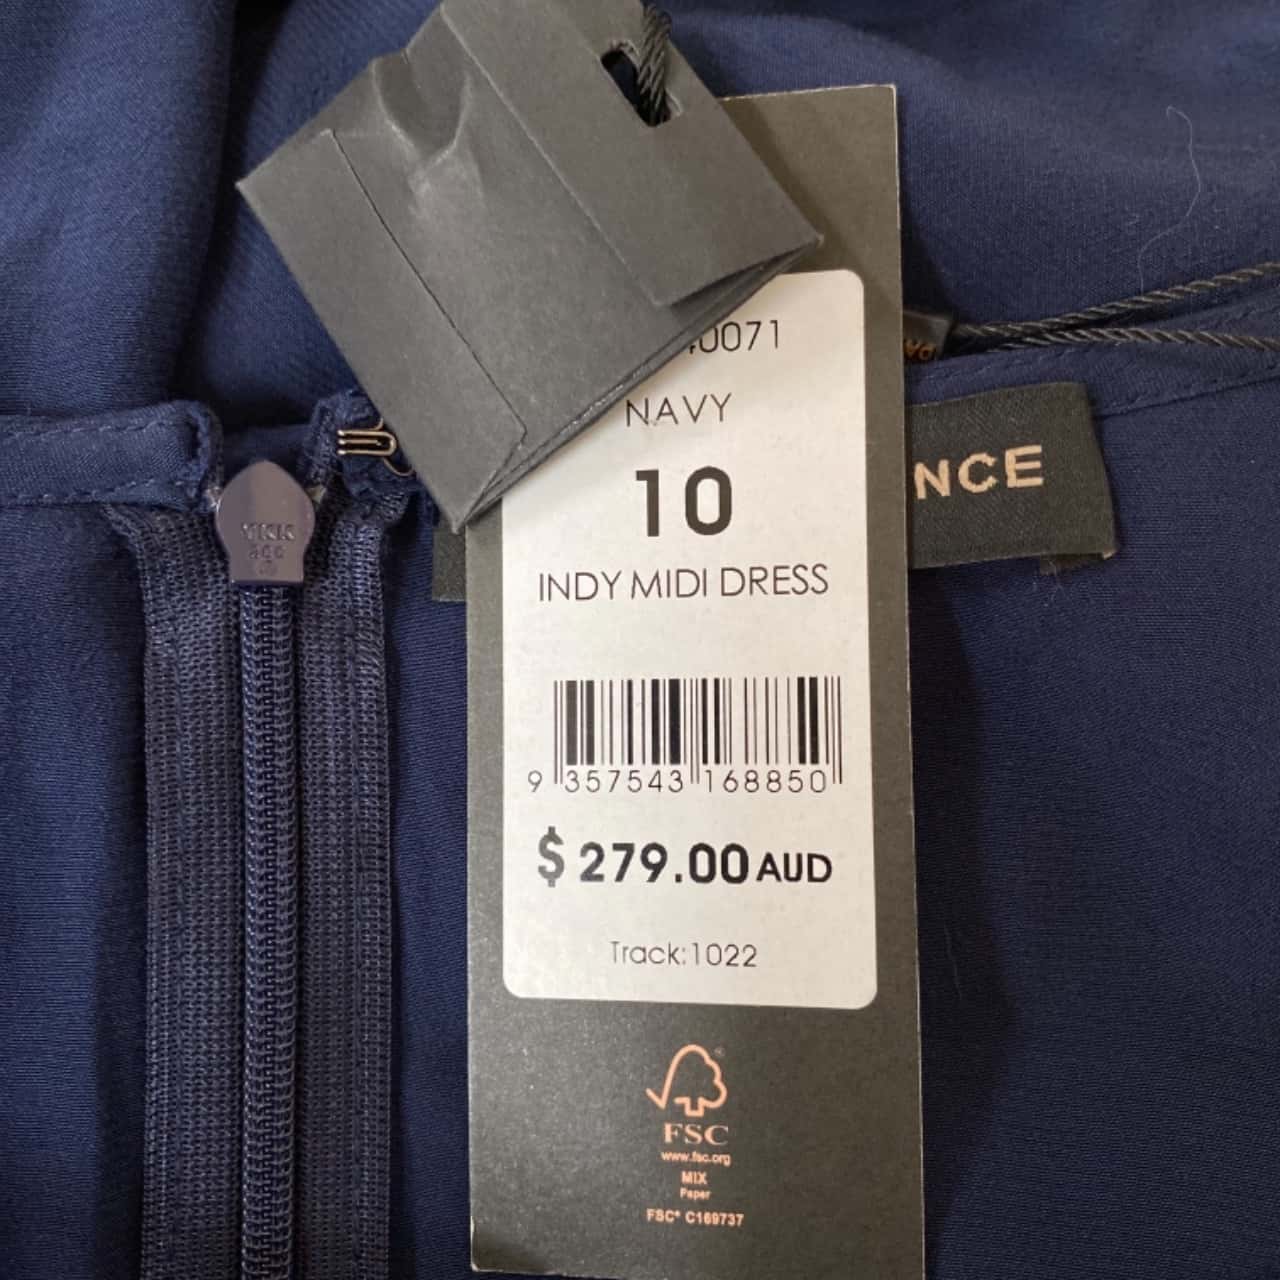 40071
NAVY
10
INDY MIDI DRESS
9 357543 168850
$ 279.00 AUD
Track:1022
FSC
www.fsc.org
MIX
Paper
FSC® C169737
NCE